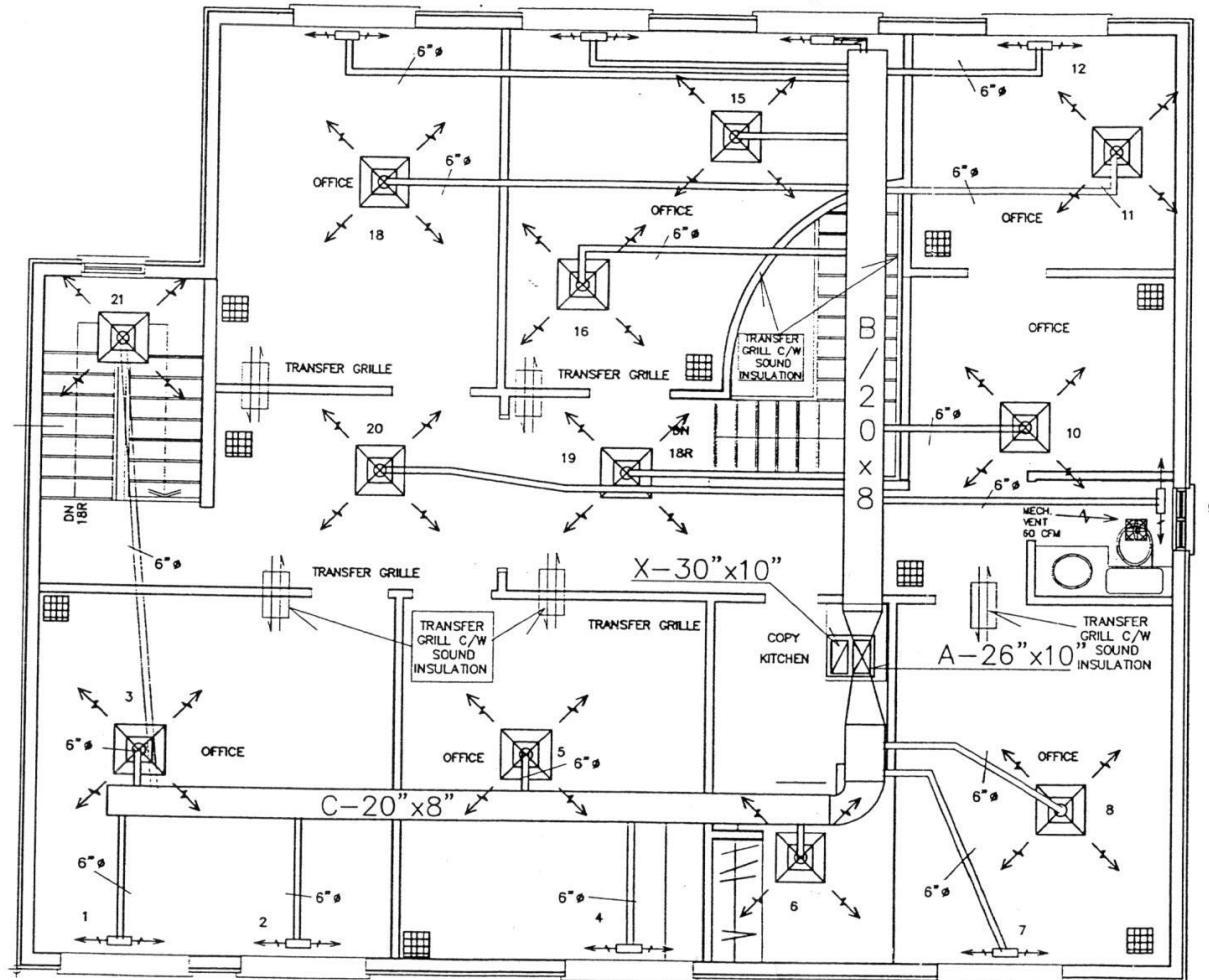 6"ø
6"ø
12
15
6"ø
OFFICE
18
OFFICE
6"ø
6"ø
OFFICE
11
21
16
TRANSFER
GRILL C/W
SOUND
INSULATION
B/20x8
OFFICE
TRANSFER GRILLE
TRANSFER GRILLE
20
19
DN
18R
6"ø
10
DN
18R
6"ø
6"ø
MECH.
VENT
60 CFM
TRANSFER GRILLE
X-30"x10"
TRANSFER
GRILL C/W
SOUND
INSULATION
TRANSFER GRILLE
COPY
KITCHEN
A-26"x10"
TRANSFER
GRILL C/W
SOUND
INSULATION
3
6"ø
OFFICE
OFFICE
5
6"ø
OFFICE
6"ø
8
C-20"x8"
6"ø
6"ø
6"ø
6"ø
1
2
4
6
7